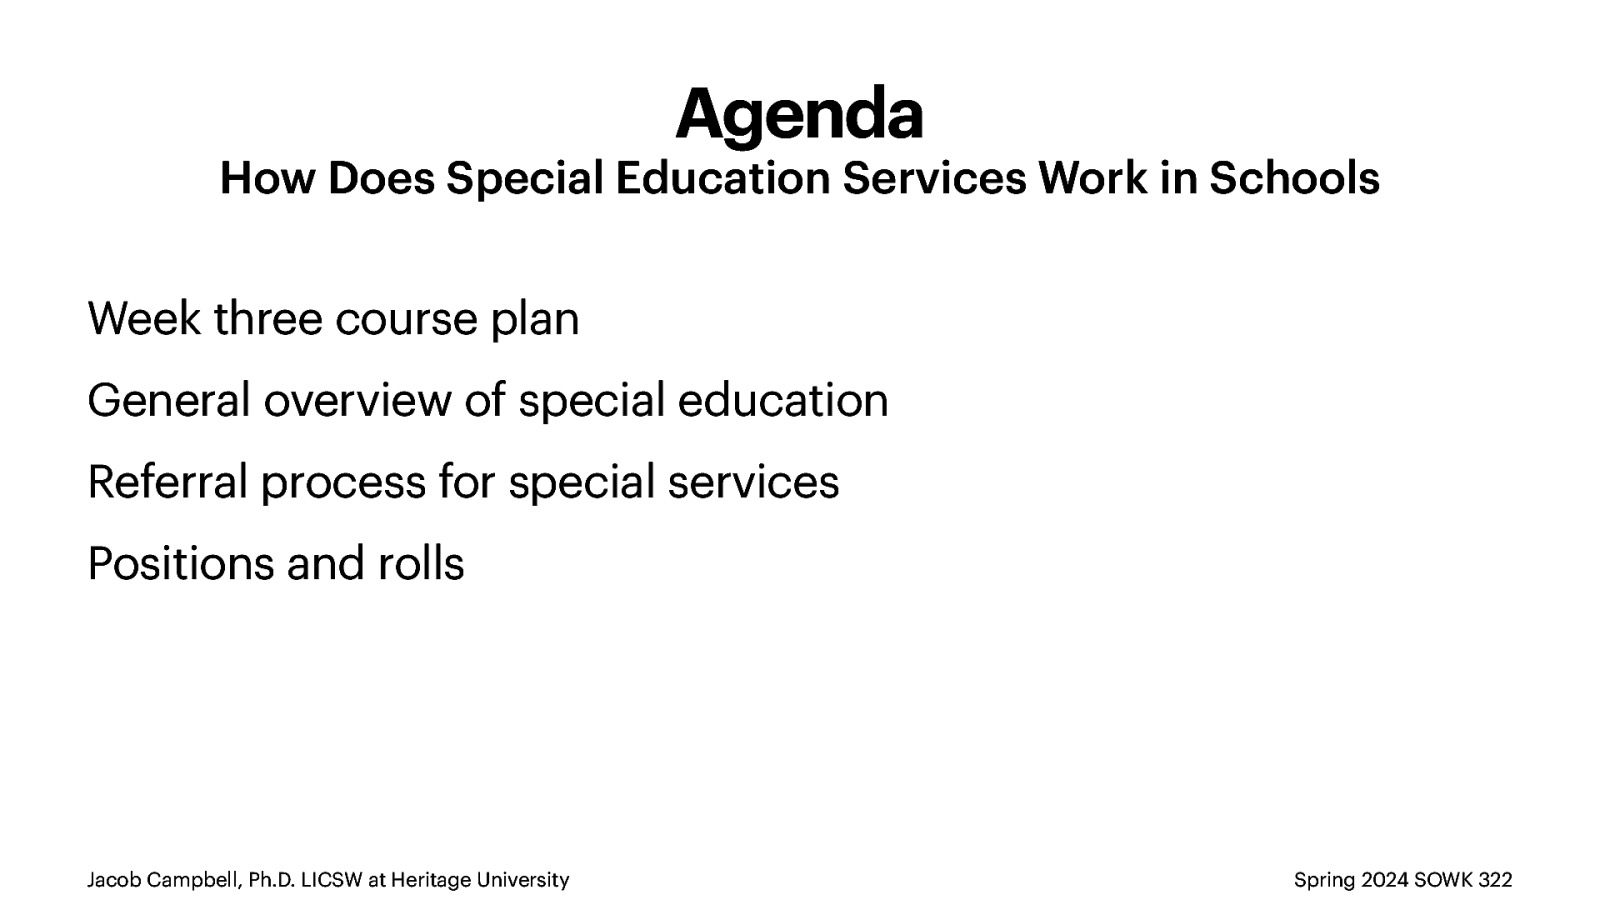 Agenda
How Does Special Education Services Work in Schools
Week three course plan
General overview of special education
Referral process for special services
Positions and rolls
Jacob Campbell, Ph.D. LICSW at Heritage University
Spring 2024 SOWK 322